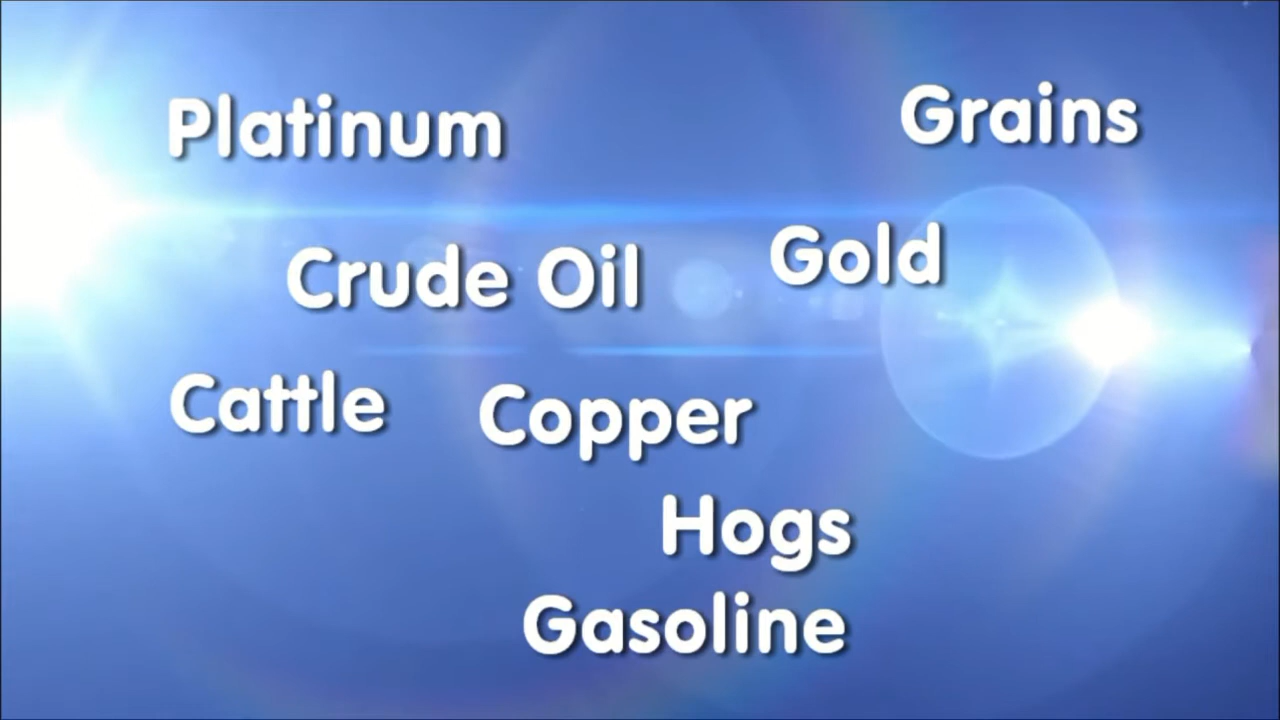 Platinum
Grains
Crude Oil
Gold
Cattle
Copper
Hogs
Gasoline